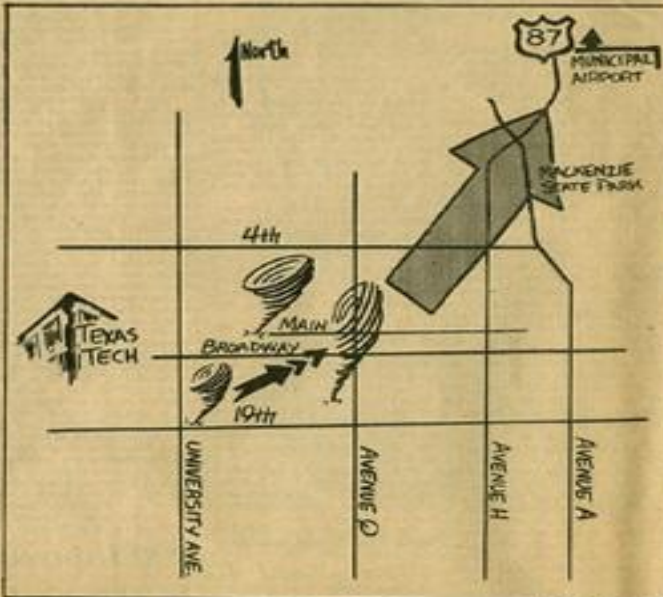 North
87
MUNICIPAL
AIRPORT
MACKENZIE
STATE PARK
4th
MAIN
BROADWAY
TEXAS
TECH
19th
UNIVERSITY AVE.
AVENUE Q
AVENUE H
AVENUE A